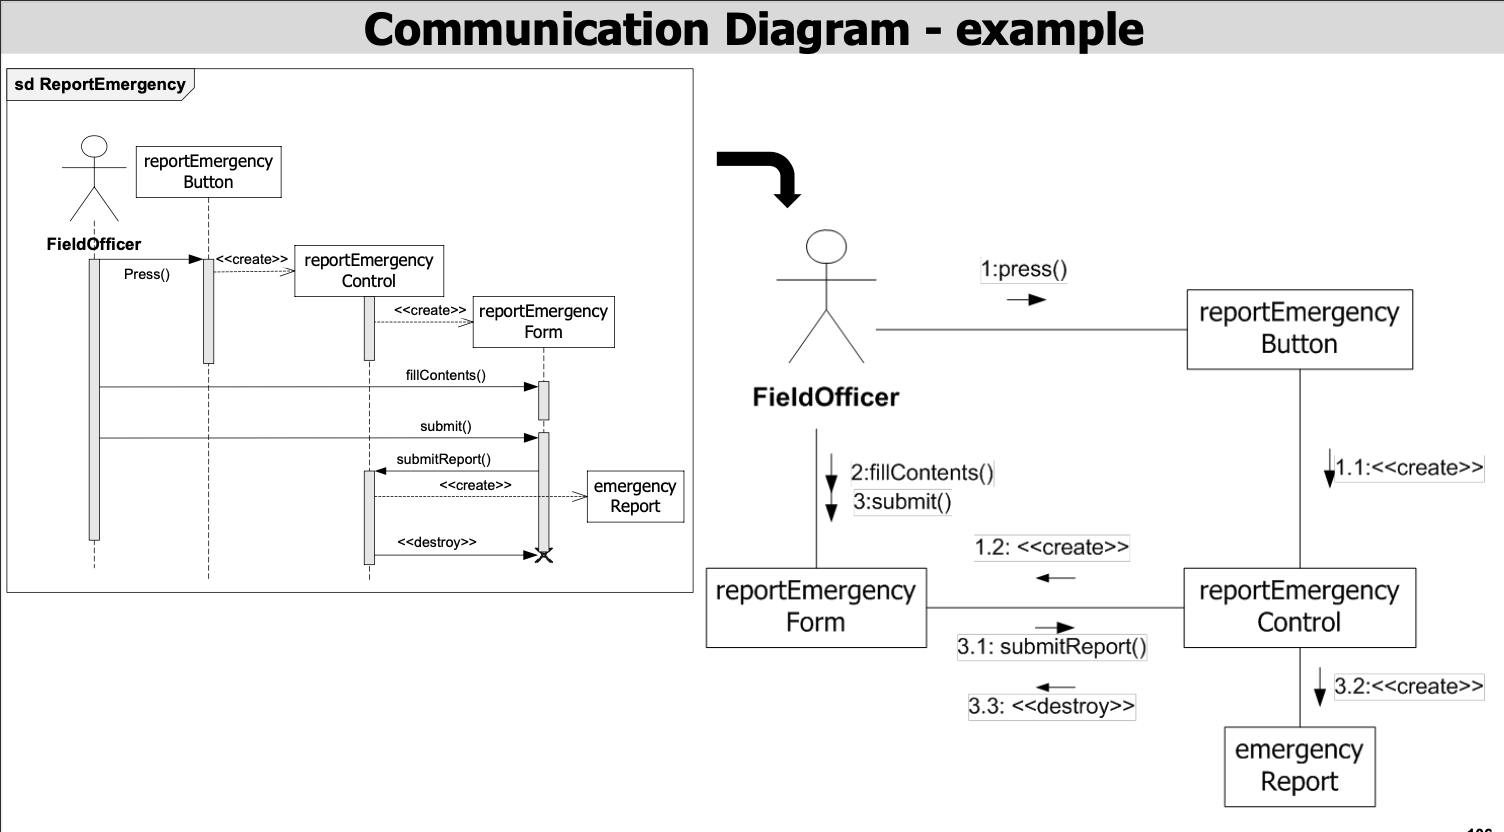 Communication Diagram - example
sd ReportEmergency
reportEmergency
Button
FieldOfficer
Press()
<<create>>
reportEmergency
Control
<<create>>
reportEmergency
Form
fillContents()
submit()
submitReport()
<<create>>
emergency
Report
<<destroy>>
1:press()
reportEmergency
Button
FieldOfficer
2:fillContents()
3:submit()
1.1:<<create>>
1.2: <<create>>
reportEmergency
Form
reportEmergency
Control
3.1: submitReport()
3.3: <<destroy>>
3.2:<<create>>
emergency
Report